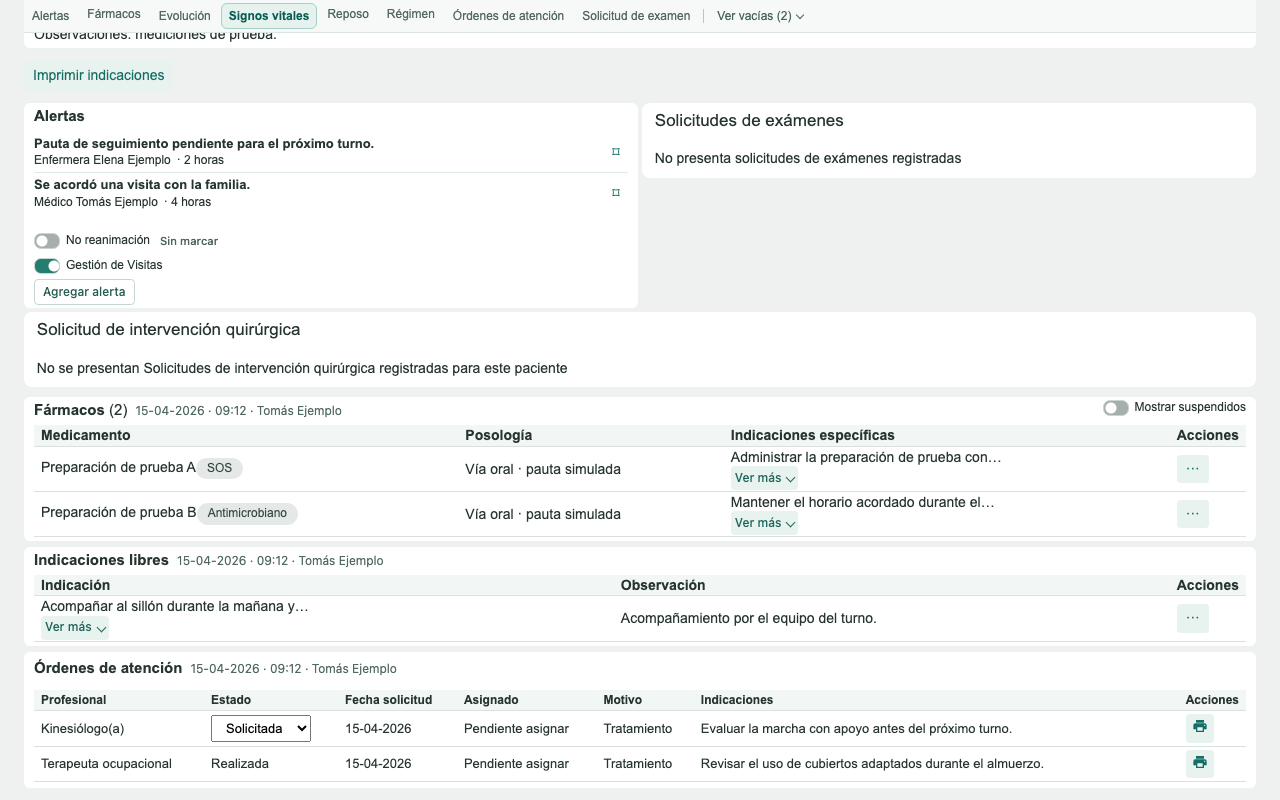 Alertas Fármacos Evolución Signos vitales Reposo Régimen Órdenes de atención Solicitud de examen Ver vacías (2)
Observaciones: mediciones de prueba.
Imprimir indicaciones
Alertas
Pauta de seguimiento pendiente para el próximo turno.
Enfermera Elena Ejemplo · 2 horas
Se acordó una visita con la familia.
Médico Tomás Ejemplo · 4 horas
No reanimación Sin marcar
Gestión de Visitas
Agregar alerta
Solicitudes de exámenes
No presenta solicitudes de exámenes registradas
Solicitud de intervención quirúrgica
No se presentan Solicitudes de intervención quirúrgica registradas para este paciente
Fármacos (2) 15-04-2026 · 09:12 · Tomás Ejemplo Mostrar suspendidos
Medicamento Posología Indicaciones específicas Acciones
Preparación de prueba A SOS Vía oral · pauta simulada Administrar la preparación de prueba con…
Ver más
...
Preparación de prueba B Antimicrobiano Vía oral · pauta simulada Mantener el horario acordado durante el…
Ver más
...
Indicaciones libres 15-04-2026 · 09:12 · Tomás Ejemplo
Indicación Observación Acciones
Acompañar al sillón durante la mañana y…
Ver más
Acompañamiento por el equipo del turno.
...
Órdenes de atención 15-04-2026 · 09:12 · Tomás Ejemplo
Profesional Estado Fecha solicitud Asignado Motivo Indicaciones Acciones
Kinesiólogo(a) Solicitada 15-04-2026 Pendiente asignar Tratamiento Evaluar la marcha con apoyo antes del próximo turno.
Terapeuta ocupacional Realizada 15-04-2026 Pendiente asignar Tratamiento Revisar el uso de cubiertos adaptados durante el almuerzo.